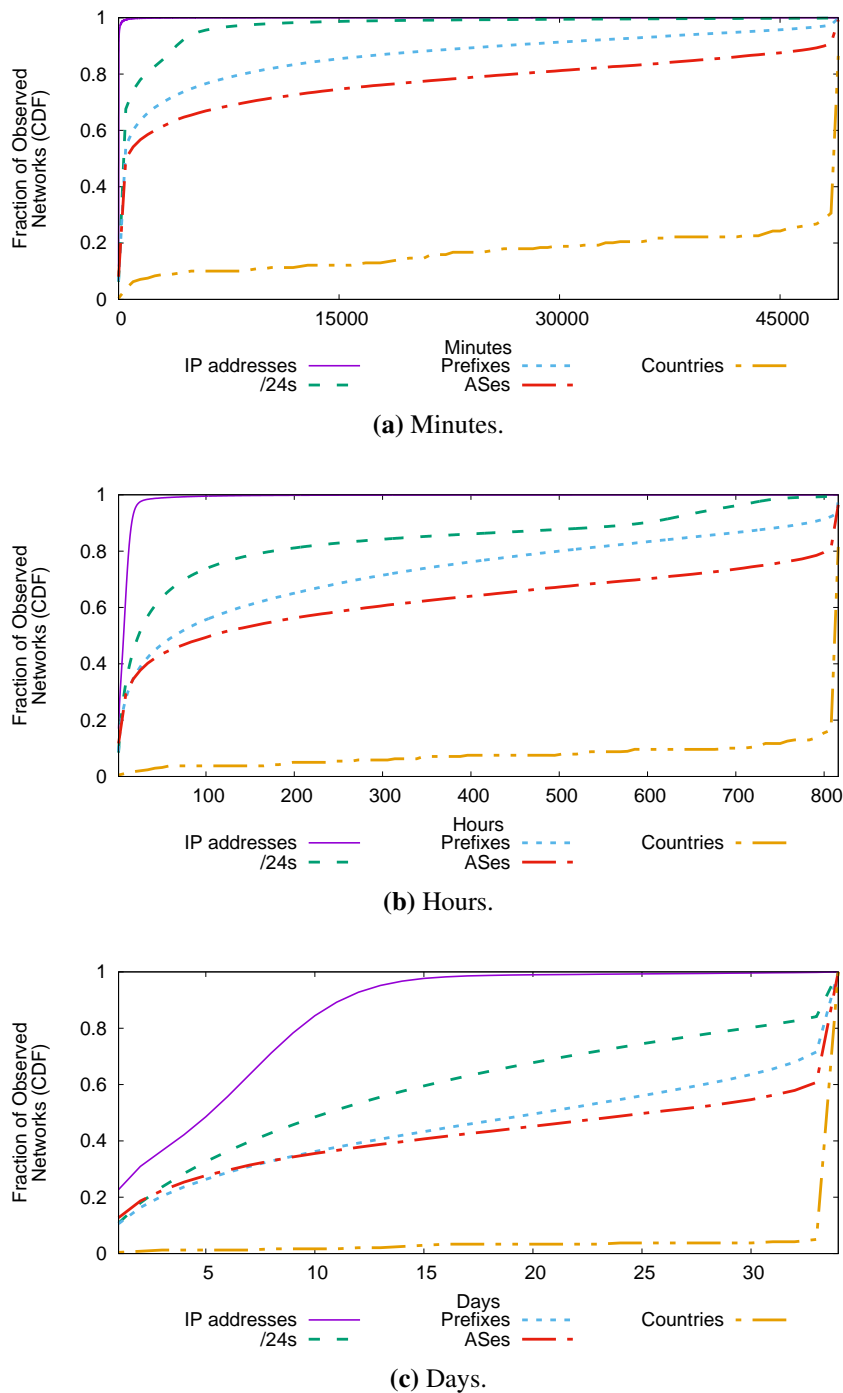 1
0.8
0.6
0.4
0.2
0
Fraction of Observed
Networks (CDF)
0 15000 30000 45000
Minutes
IP addresses Prefixes Countries
/24s ASes
(a) Minutes.
1
0.8
0.6
0.4
0.2
0
Fraction of Observed
Networks (CDF)
100 200 300 400 500 600 700 800
Hours
IP addresses Prefixes Countries
/24s ASes
(b) Hours.
1
0.8
0.6
0.4
0.2
0
Fraction of Observed
Networks (CDF)
5 10 15 20 25 30
Days
IP addresses Prefixes Countries
/24s ASes
(c) Days.